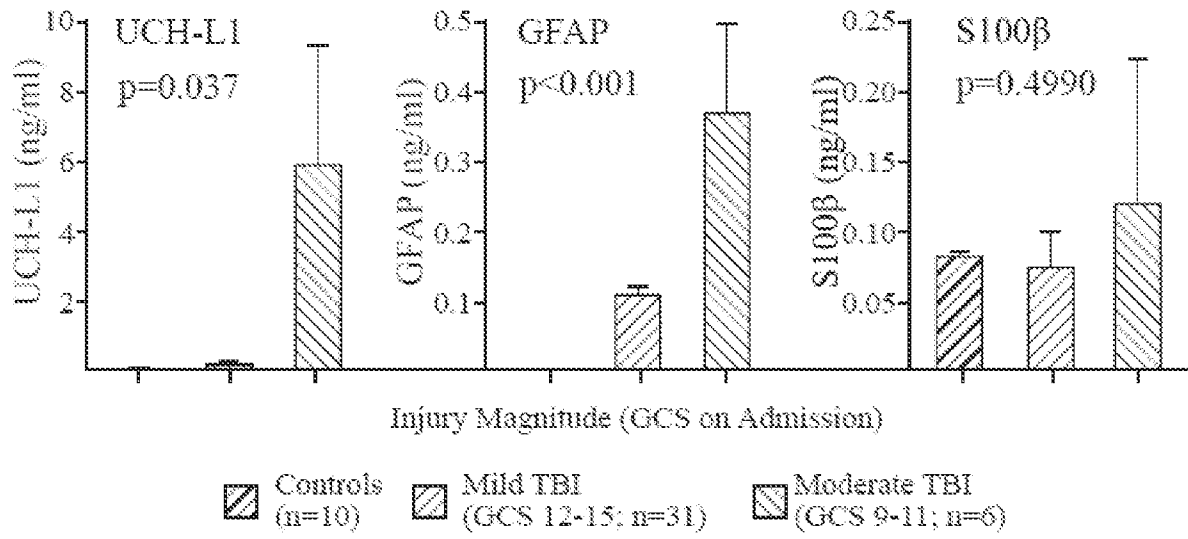 UCH-L1
p=0.037
UCH-L1 (ng/ml)
10
8
6
4
2
GFAP
p<0.001
GFAP (ng/ml)
0.5
0.4
0.3
0.2
0.1
S100β
p=0.4990
S100β (ng/ml)
0.25
0.20
0.15
0.10
0.05
Injury Magnitude (GCS on Admission)
Controls
(n=10)
Mild TBI
(GCS 12-15; n=31)
Moderate TBI
(GCS 9-11; n=6)